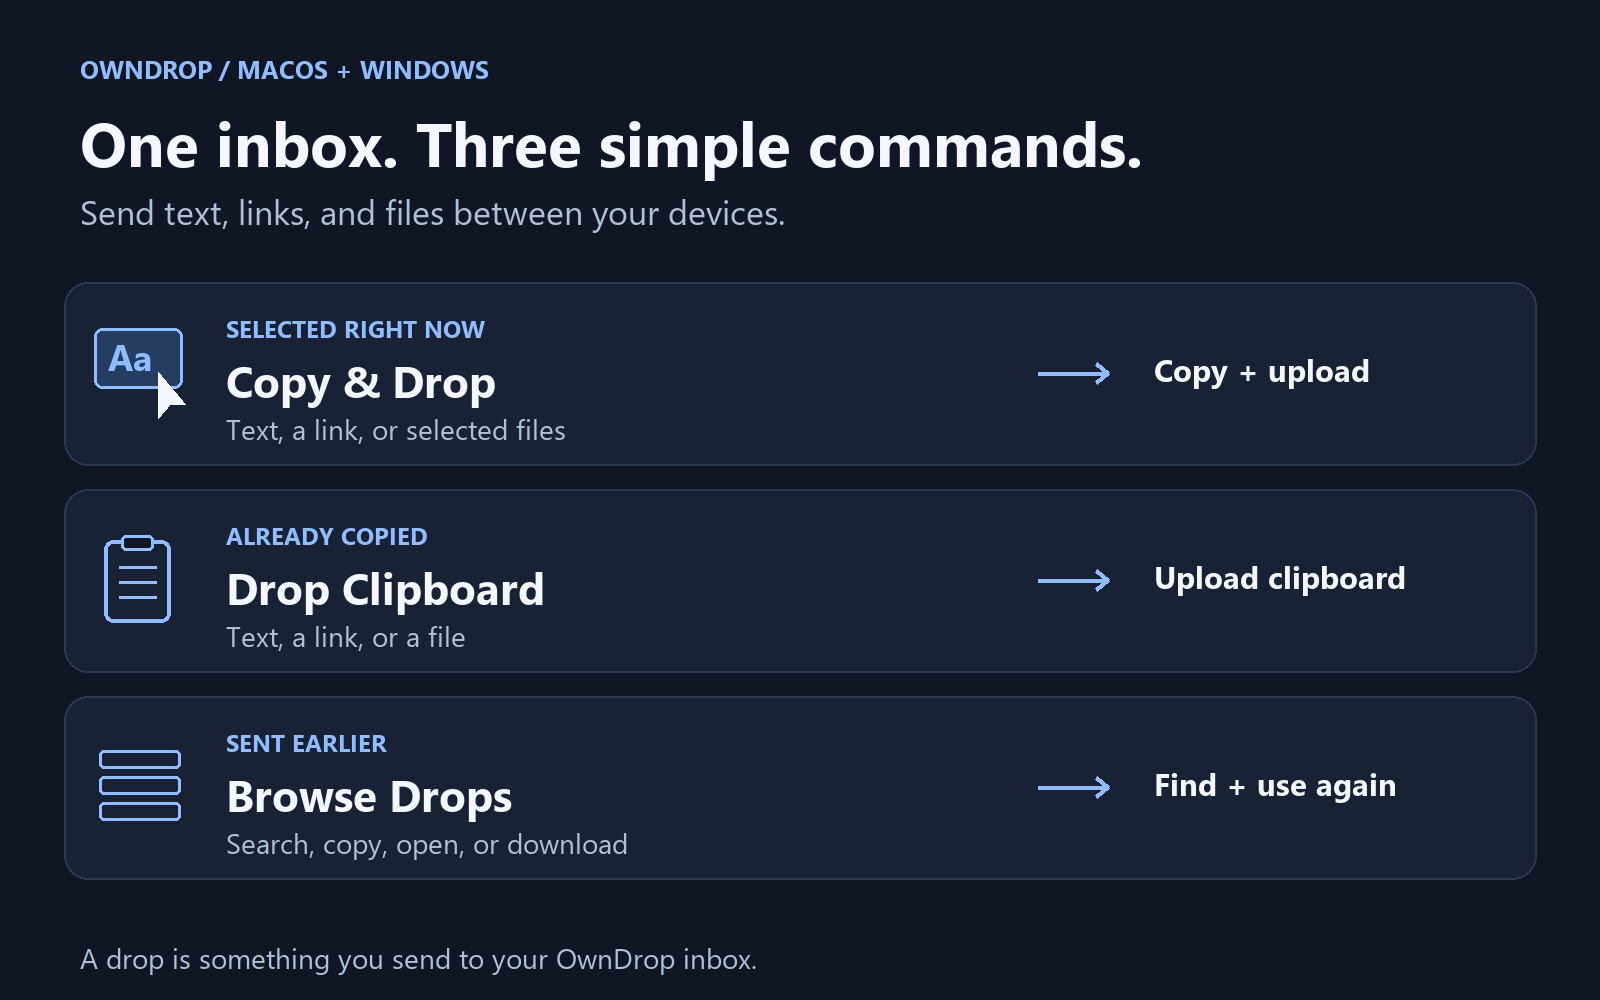 OWNDROP / MACOS + WINDOWS
One inbox. Three simple commands.
Send text, links, and files between your devices.
Aa
SELECTED RIGHT NOW
Copy & Drop
Text, a link, or selected files
Copy + upload
ALREADY COPIED
Drop Clipboard
Text, a link, or a file
Upload clipboard
SENT EARLIER
Browse Drops
Search, copy, open, or download
Find + use again
A drop is something you send to your OwnDrop inbox.